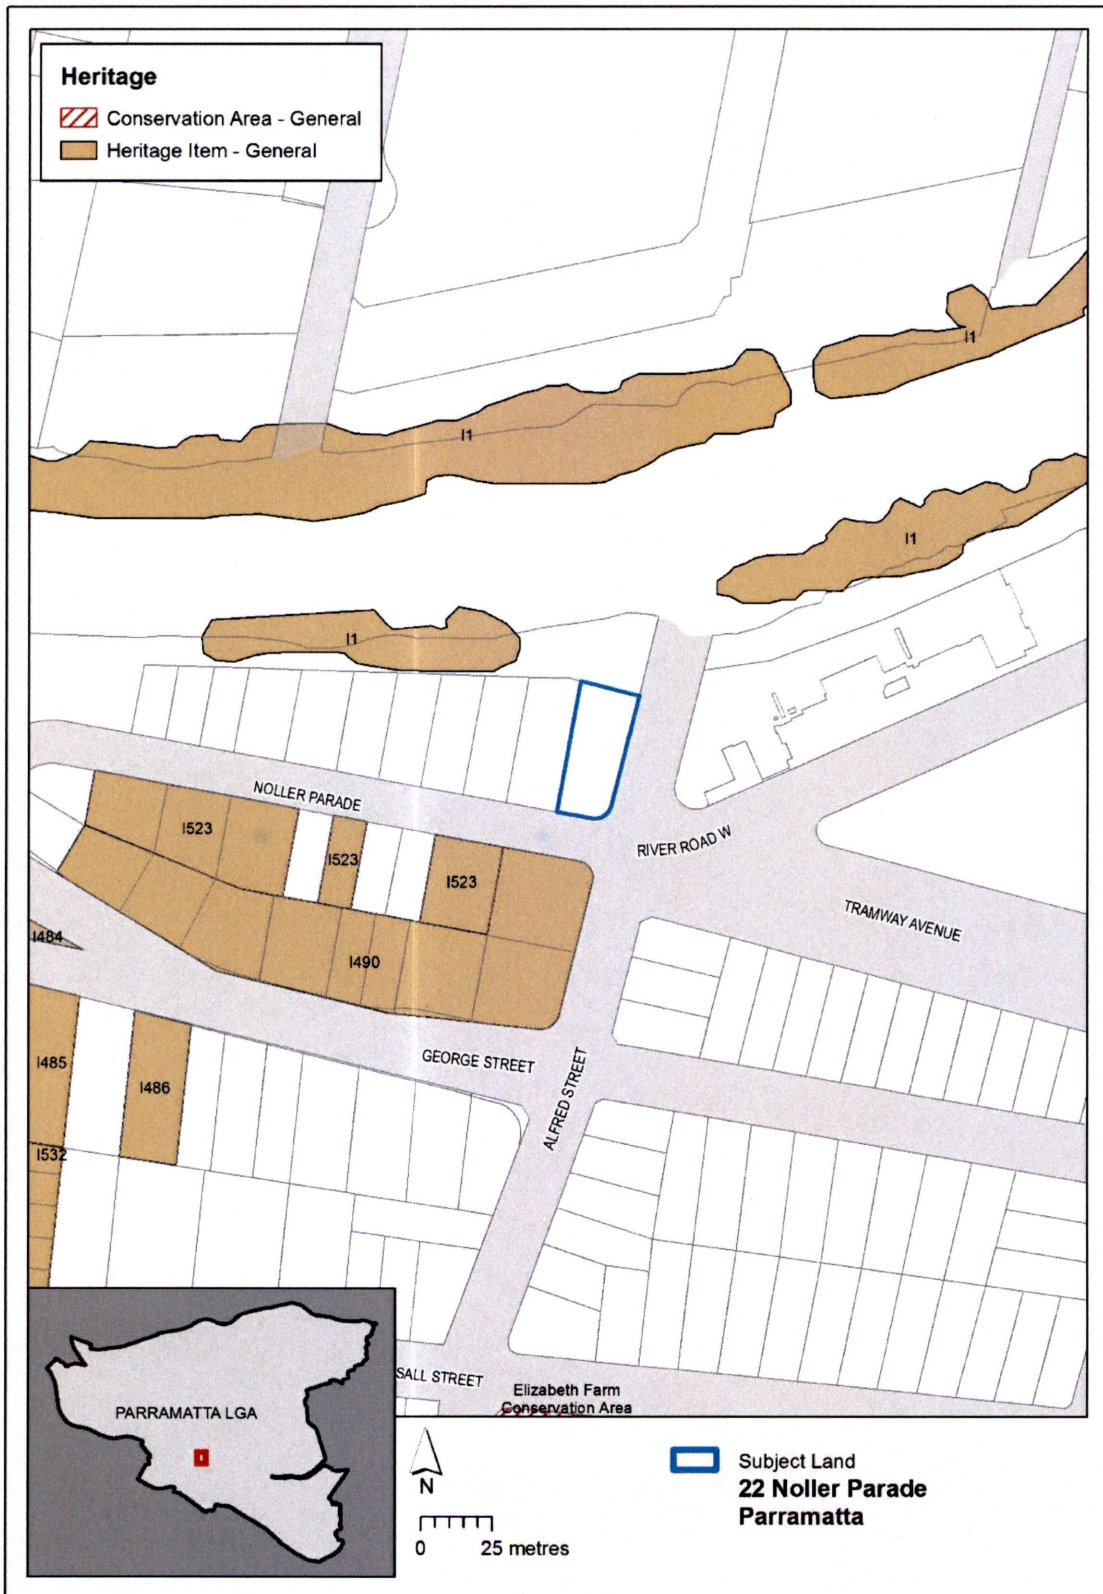 Heritage
Conservation Area - General
Heritage Item - General
I1
I1
I1
I1
NOLLER PARADE
RIVER ROAD W
TRAMWAY AVENUE
I523
I523
I523
I484
I490
GEORGE STREET
ALFRED STREET
I485
I486
I532
SALL STREET
Elizabeth Farm
Conservation Area
PARRAMATTA LGA
N
0 25 metres
Subject Land
22 Noller Parade
Parramatta